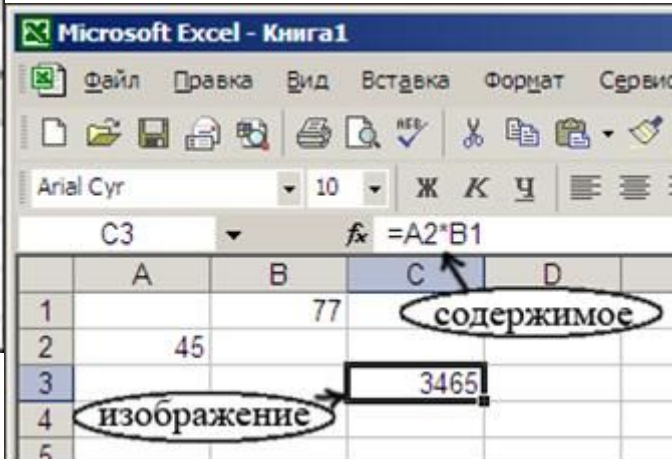 Microsoft Excel - Книга1
Файл Правка Вид Вставка Формат Сервис
Arial Cyr 10 Ж К Ч
C3 fx =A2*B1
A B C D
1 77 содержимое
2 45
3 3465
4 изображение
5